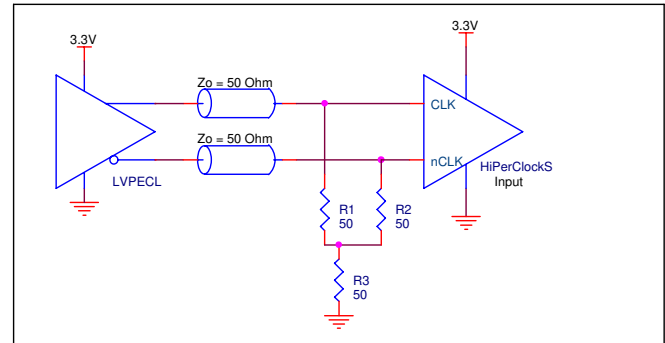 3.3V
3.3V
Zo = 50 Ohm
CLK
Zo = 50 Ohm
nCLK
HiPerClockS
Input
LVPECL
R1
50
R2
50
R3
50